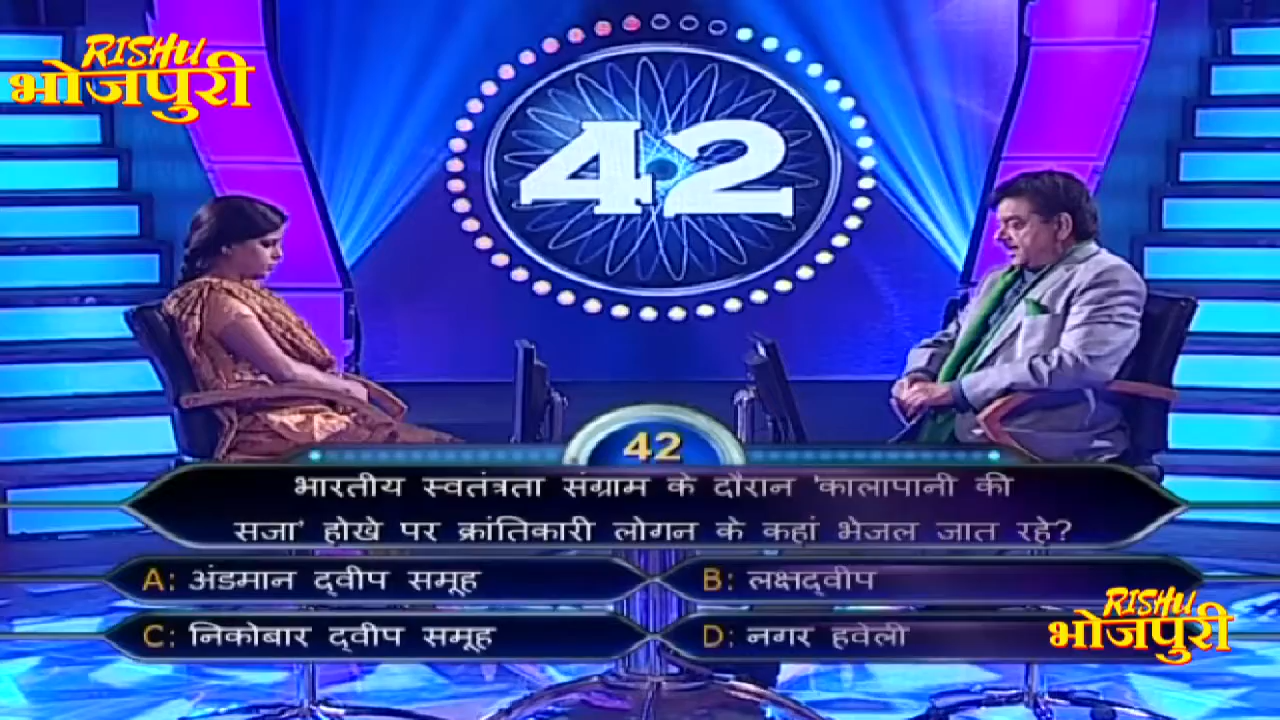 RISHU
भोजपुरी
42
42
भारतीय स्वतंत्रता संग्राम के दौरान 'कालापानी की
सजा' होखे पर क्रांतिकारी लोगन के कहां भेजल जात रहे?
A: अंडमान द्वीप समूह
B: लक्षद्वीप
C: निकोबार द्वीप समूह
D: नगर हवेली
RISHU
भोजपुरी